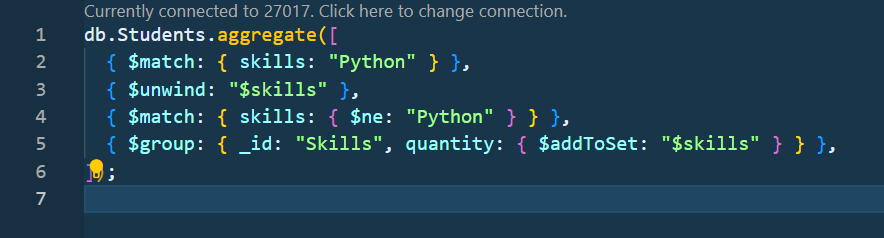 Currently connected to 27017. Click here to change connection.
1 db.Students.aggregate([
2 { $match: { skills: "Python" } },
3 { $unwind: "$skills" },
4 { $match: { skills: { $ne: "Python" } } },
5 { $group: { _id: "Skills", quantity: { $addToSet: "$skills" } } },
6 ]);
7